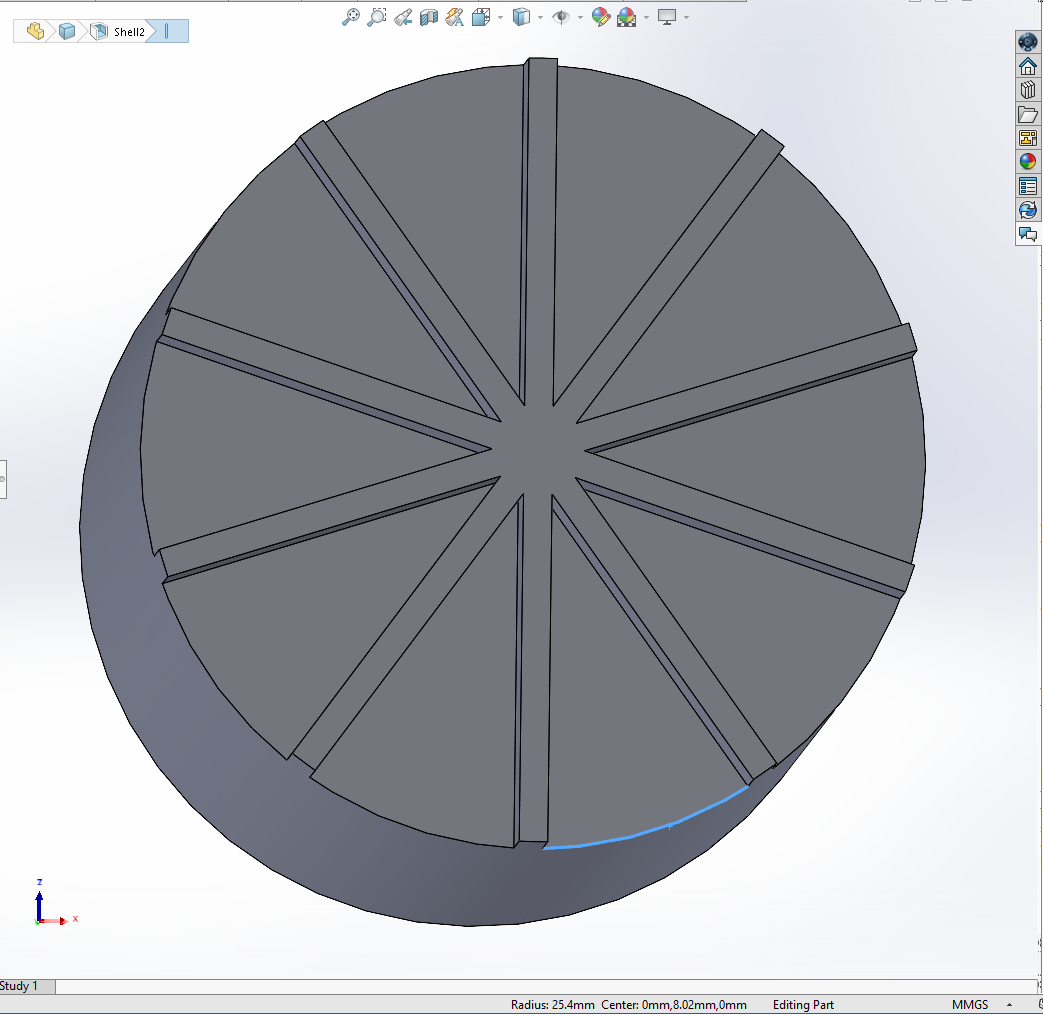 Shell2
z
x
Study 1
Radius: 25.4mm Center: 0mm,8.02mm,0mm Editing Part MMGS